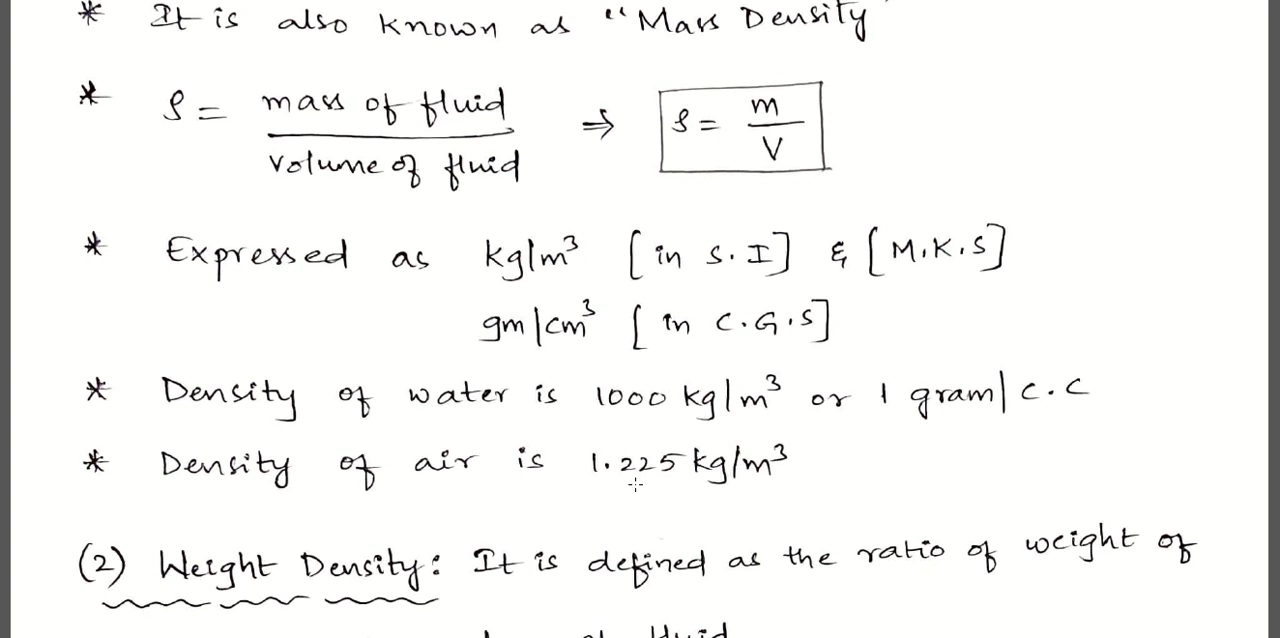 * It is also known as "Mass Density"
* ρ = mass of fluid / volume of fluid ⇒ ρ = m / V
* Expressed as kg/m³ [in S.I] & [M.K.S]
gm/cm³ [in C.G.S]
* Density of water is 1000 kg/m³ or 1 gram/c.c
* Density of air is 1.225 kg/m³
(2) Weight Density: It is defined as the ratio of weight of
fluid